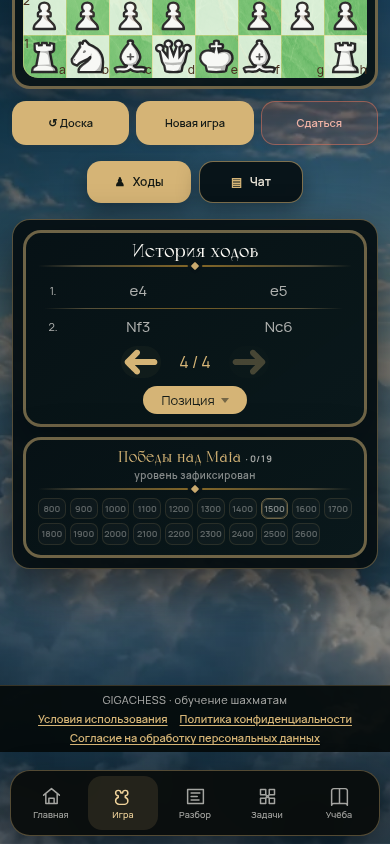 2
1
a b c d e f g h
↺ Доска Новая игра Сдаться
Ходы Чат
История ходов
1. e4 e5
2. Nf3 Nc6
4 / 4
Позиция
Победы над Maia · 0/19
уровень зафиксирован
800 900 1000 1100 1200 1300 1400 1500 1600 1700
1800 1900 2000 2100 2200 2300 2400 2500 2600
GIGACHESS · обучение шахматам
Условия использования Политика конфиденциальности
Согласие на обработку персональных данных
Главная Игра Разбор Задачи Учёба